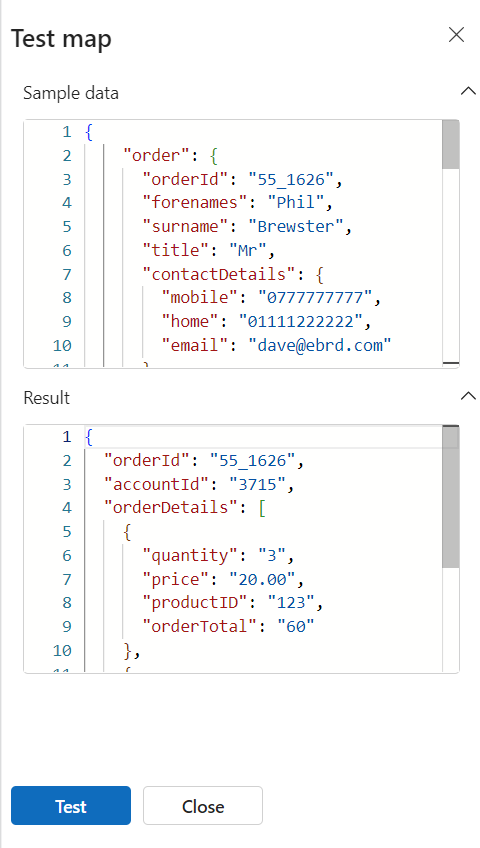 Test map
Sample data
1 {
2 "order": {
3 "orderId": "55_1626",
4 "forenames": "Phil",
5 "surname": "Brewster",
6 "title": "Mr",
7 "contactDetails": {
8 "mobile": "0777777777",
9 "home": "01111222222",
10 "email": "dave@ebrd.com"
11 }
Result
1 {
2 "orderId": "55_1626",
3 "accountId": "3715",
4 "orderDetails": [
5 {
6 "quantity": "3",
7 "price": "20.00",
8 "productID": "123",
9 "orderTotal": "60"
10 },
11 {
Test
Close